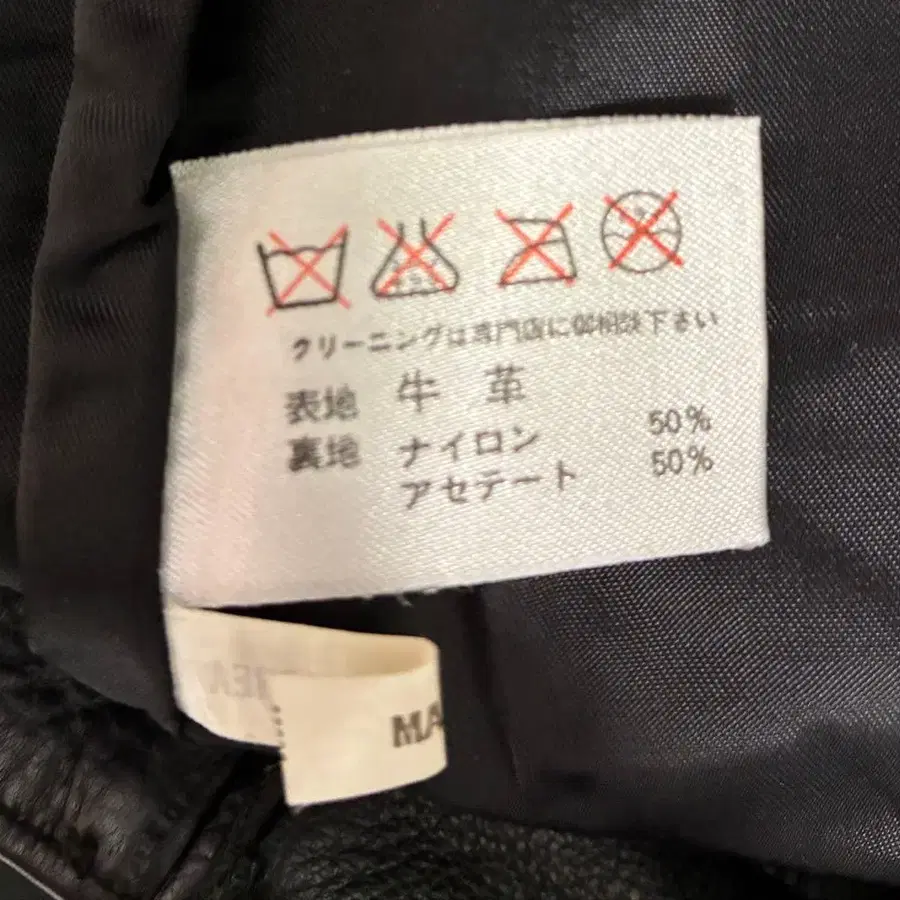 クリーニングは専門店に御相談下さい
表地 牛 革
裏地 ナイロン 50%
アセテート 50%
MA